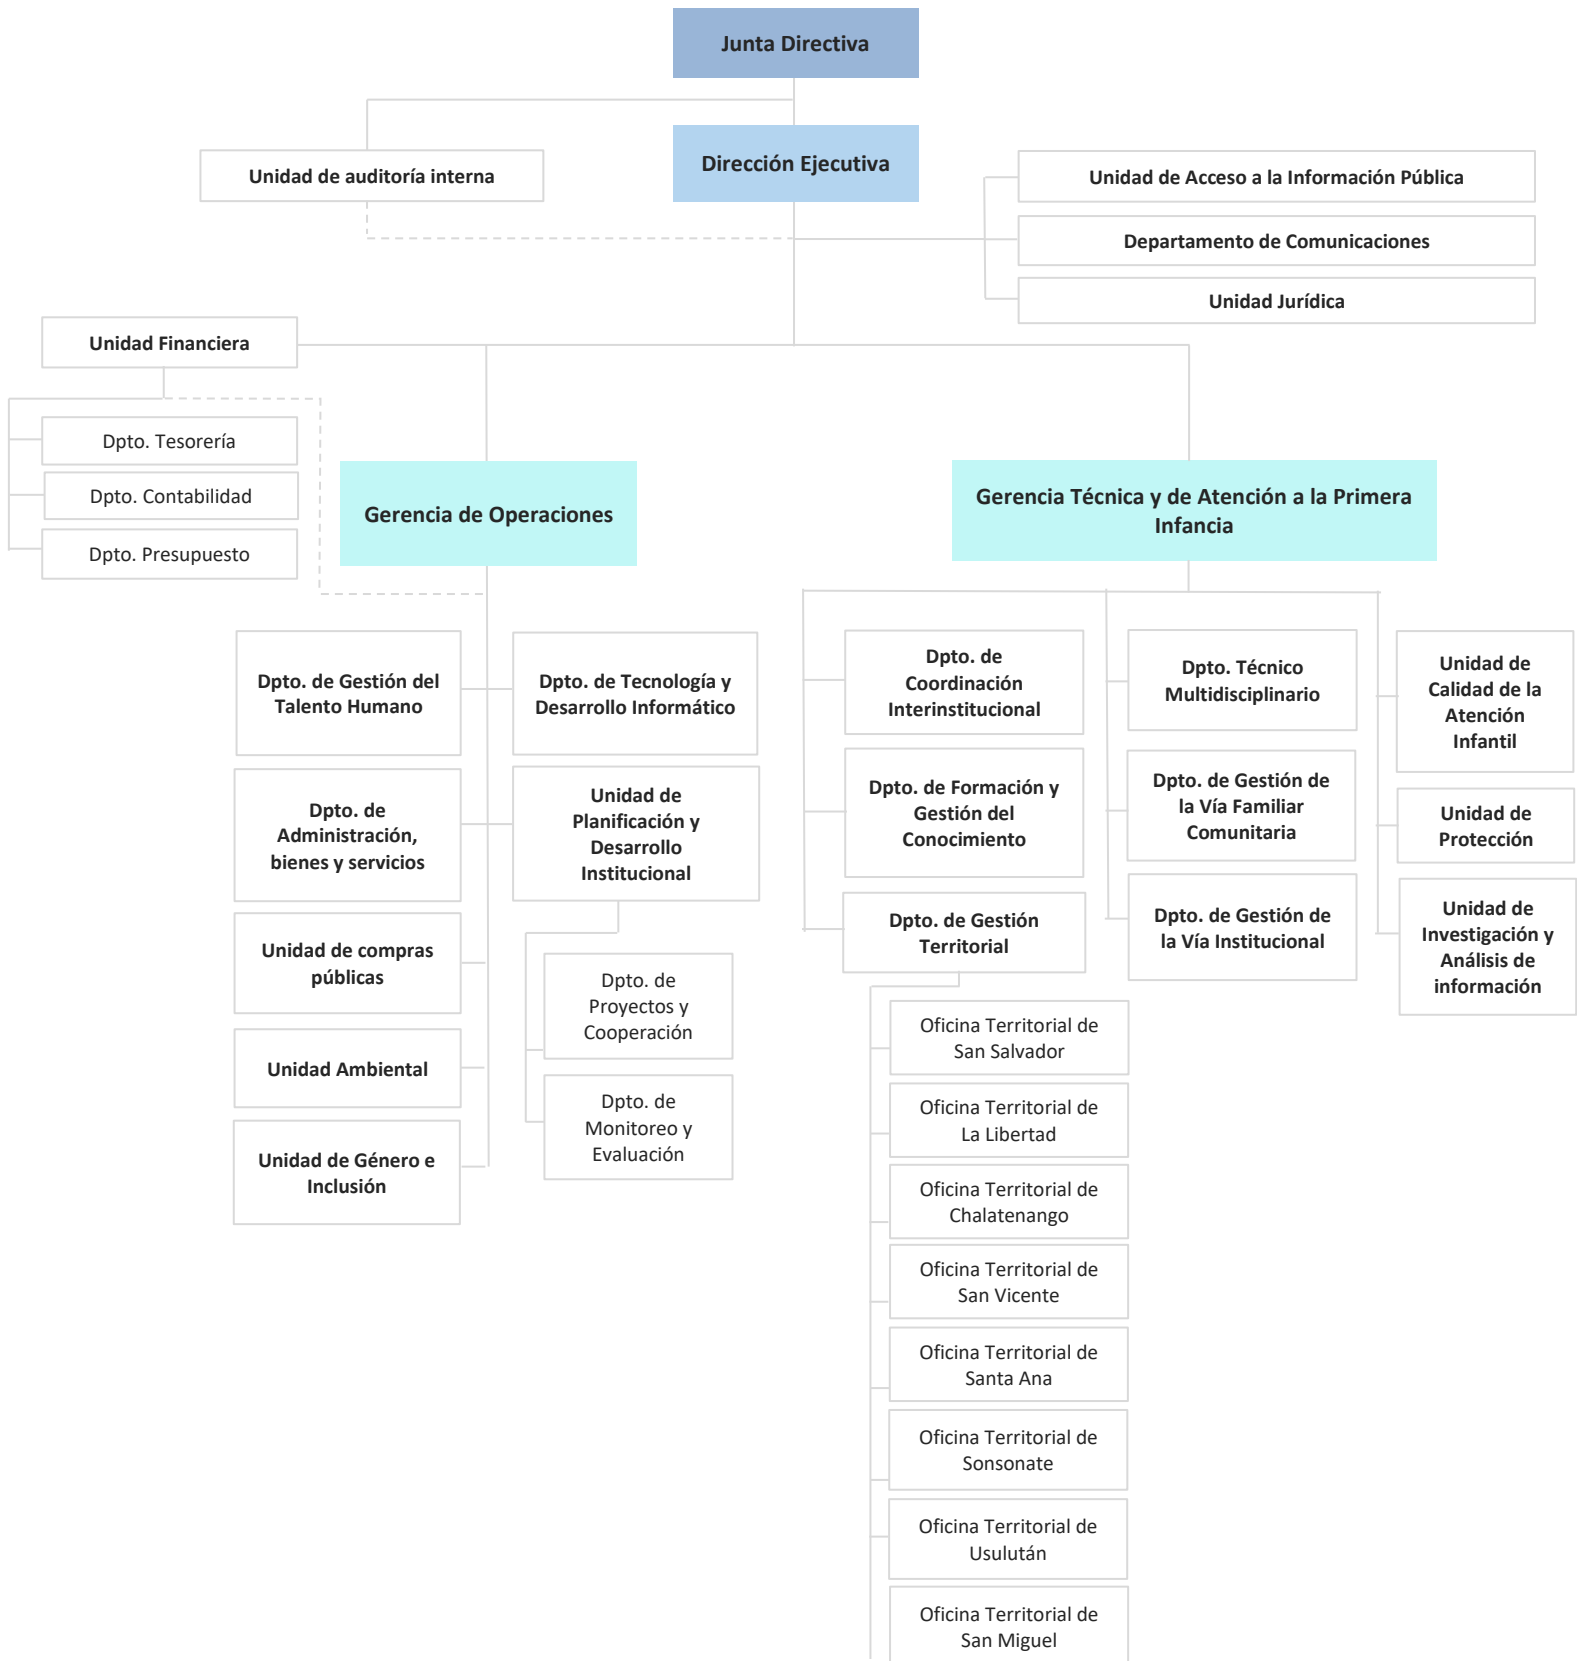 Junta Directiva
Dirección Ejecutiva
Unidad de auditoría interna
Unidad de Acceso a la Información Pública
Departamento de Comunicaciones
Unidad Jurídica
Unidad Financiera
Dpto. Tesorería
Dpto. Contabilidad
Dpto. Presupuesto
Gerencia de Operaciones
Gerencia Técnica y de Atención a la Primera
Infancia
Dpto. de Gestión del
Talento Humano
Dpto. de Tecnología y
Desarrollo Informático
Dpto. de
Administración,
bienes y servicios
Unidad de
Planificación y
Desarrollo
Institucional
Unidad de compras
públicas
Dpto. de
Proyectos y
Cooperación
Unidad Ambiental
Dpto. de
Monitoreo y
Evaluación
Unidad de Género e
Inclusión
Dpto. de
Coordinación
Interinstitucional
Dpto. Técnico
Multidisciplinario
Unidad de
Calidad de la
Atención
Infantil
Dpto. de Formación y
Gestión del
Conocimiento
Dpto. de Gestión de
la Vía Familiar
Comunitaria
Unidad de
Protección
Dpto. de Gestión
Territorial
Dpto. de Gestión de
la Vía Institucional
Unidad de
Investigación y
Análisis de
información
Oficina Territorial de
San Salvador
Oficina Territorial de
La Libertad
Oficina Territorial de
Chalatenango
Oficina Territorial de
San Vicente
Oficina Territorial de
Santa Ana
Oficina Territorial de
Sonsonate
Oficina Territorial de
Usulután
Oficina Territorial de
San Miguel